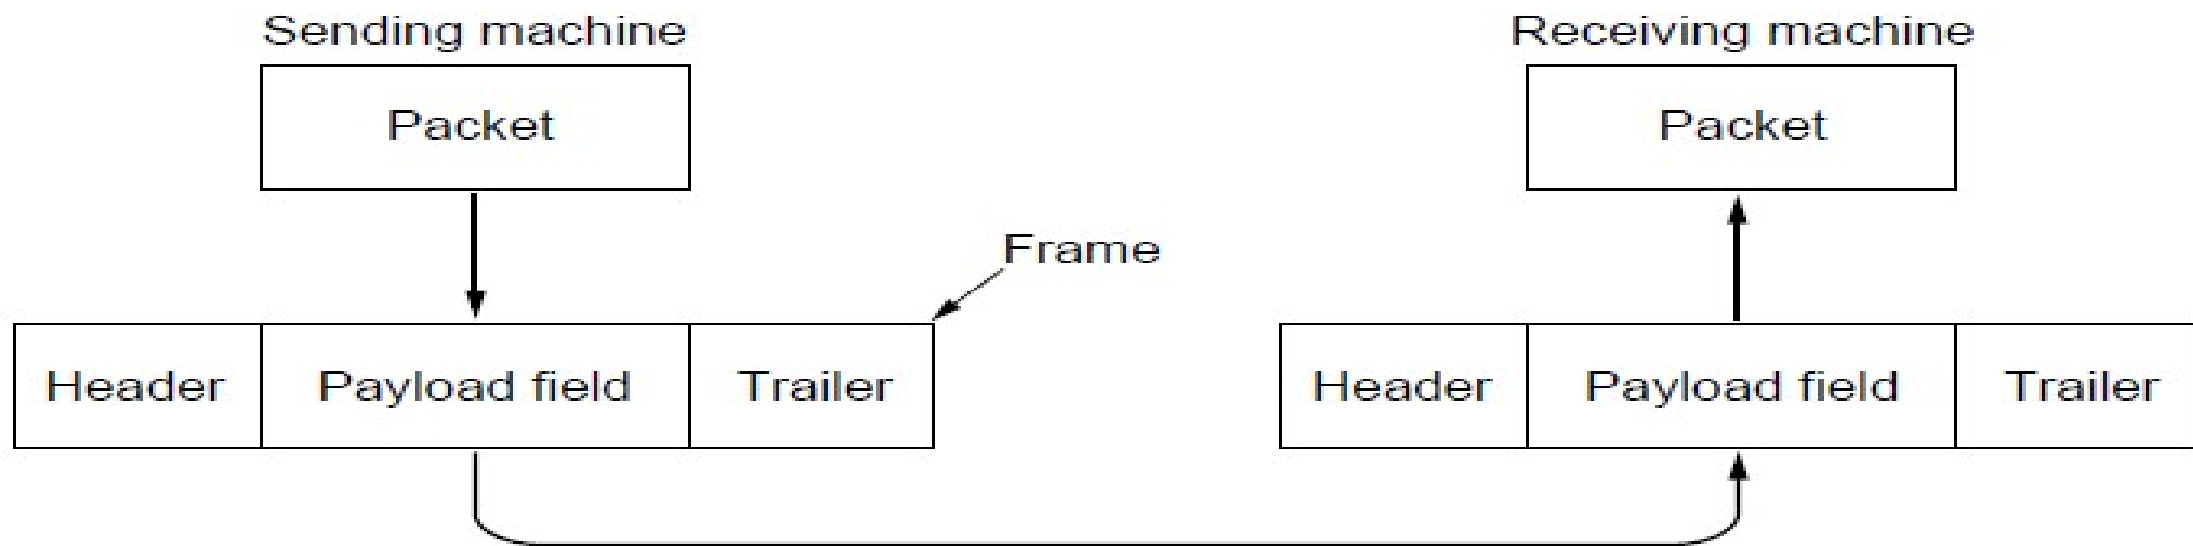 Sending machine
Receiving machine
Packet
Packet
Frame
Header
Payload field
Trailer
Header
Payload field
Trailer